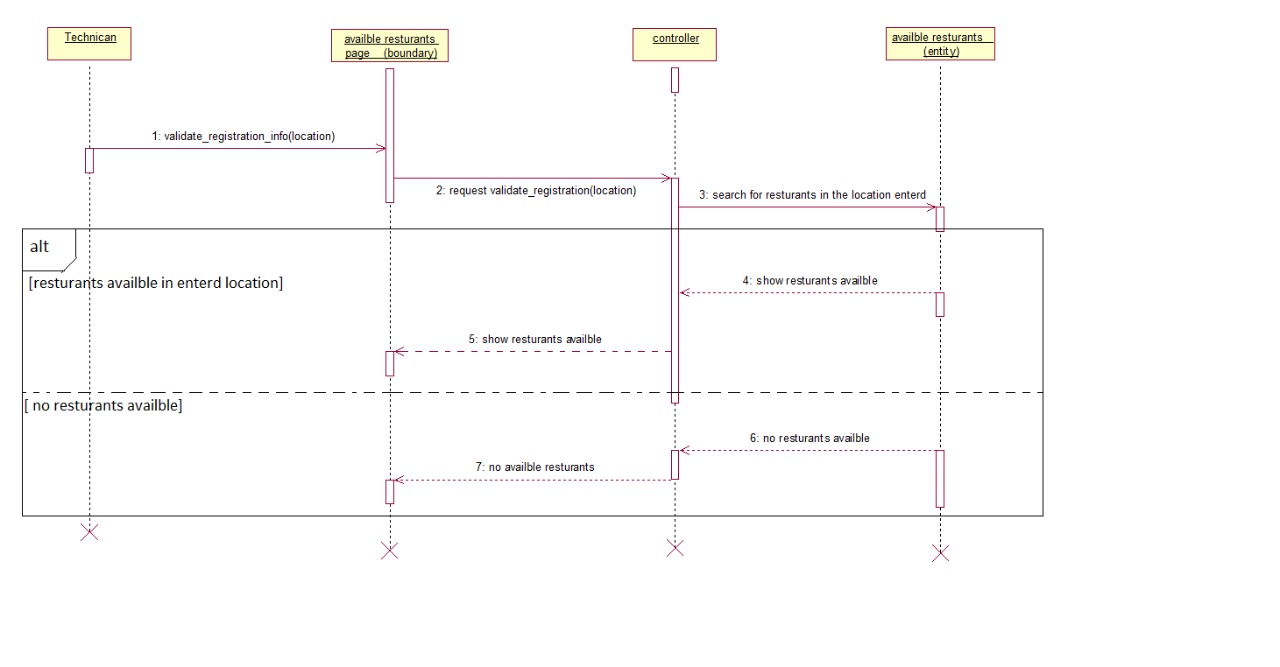 Technican
availble resturants
page (boundary)
controller
availble resturants
(entity)
1: validate_registration_info(location)
2: request validate_registration(location)
3: search for resturants in the location enterd
alt
[resturants availble in enterd location]
4: show resturants availble
5: show resturants availble
[ no resturants availble]
6: no resturants availble
7: no availble resturants